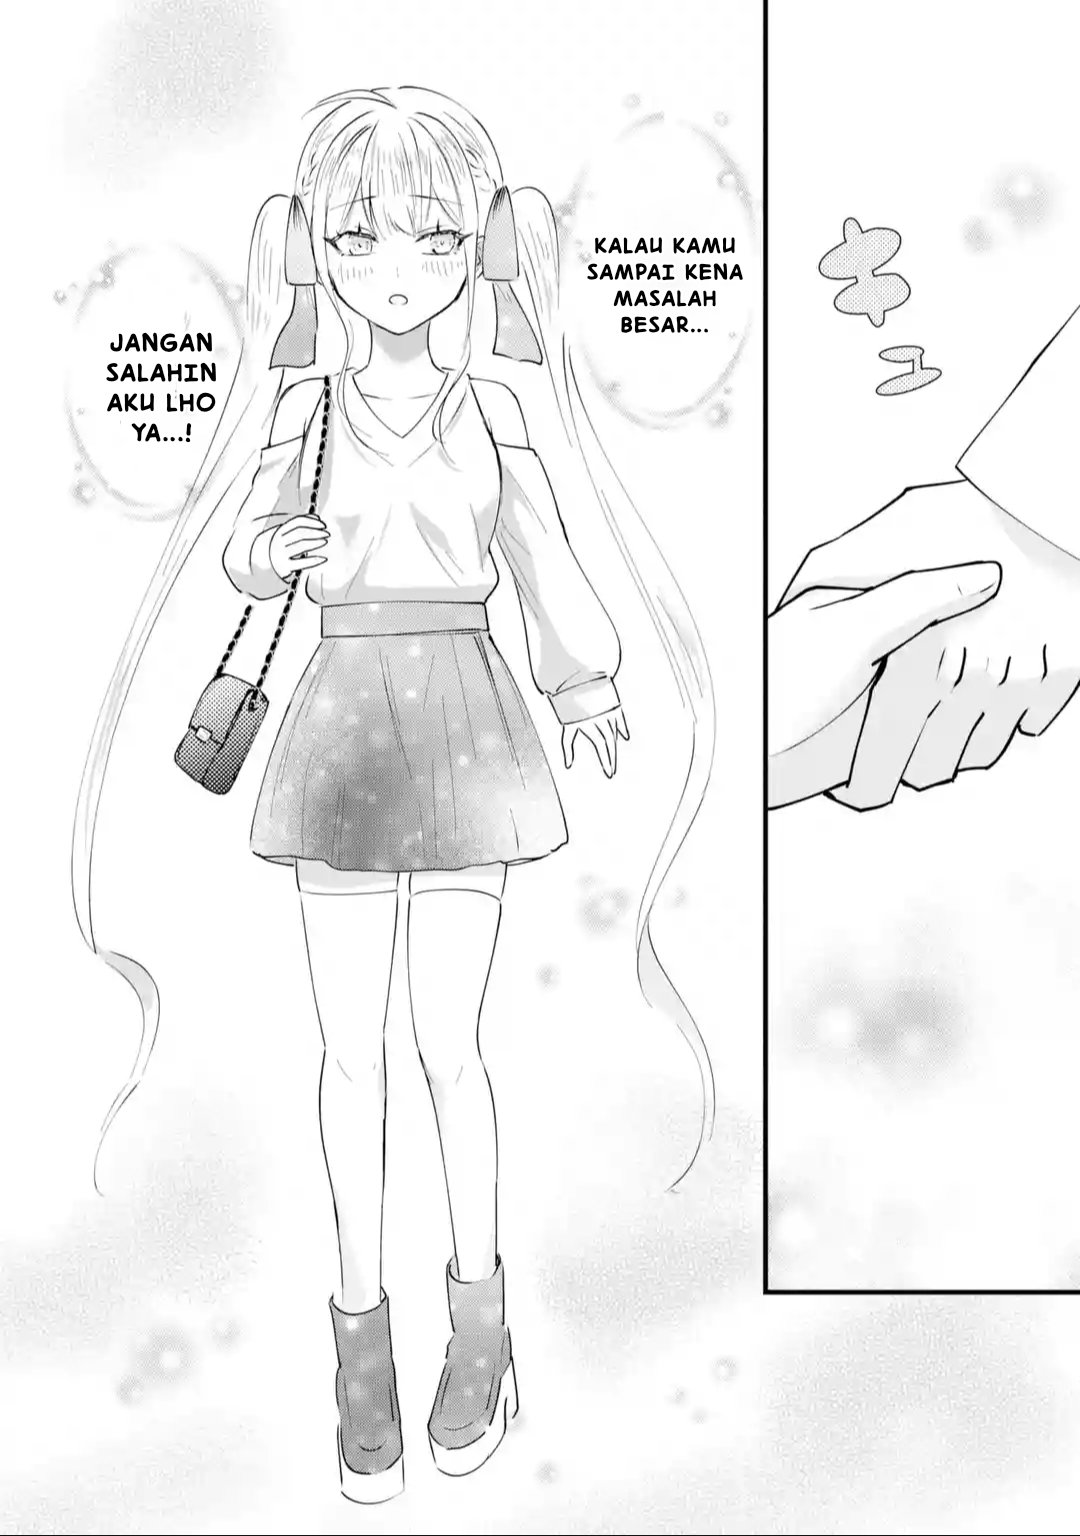 キュ
KALAU KAMU
SAMPAI KENA
MASALAH
BESAR...
JANGAN
SALAHIN
AKU LHO
YA...!